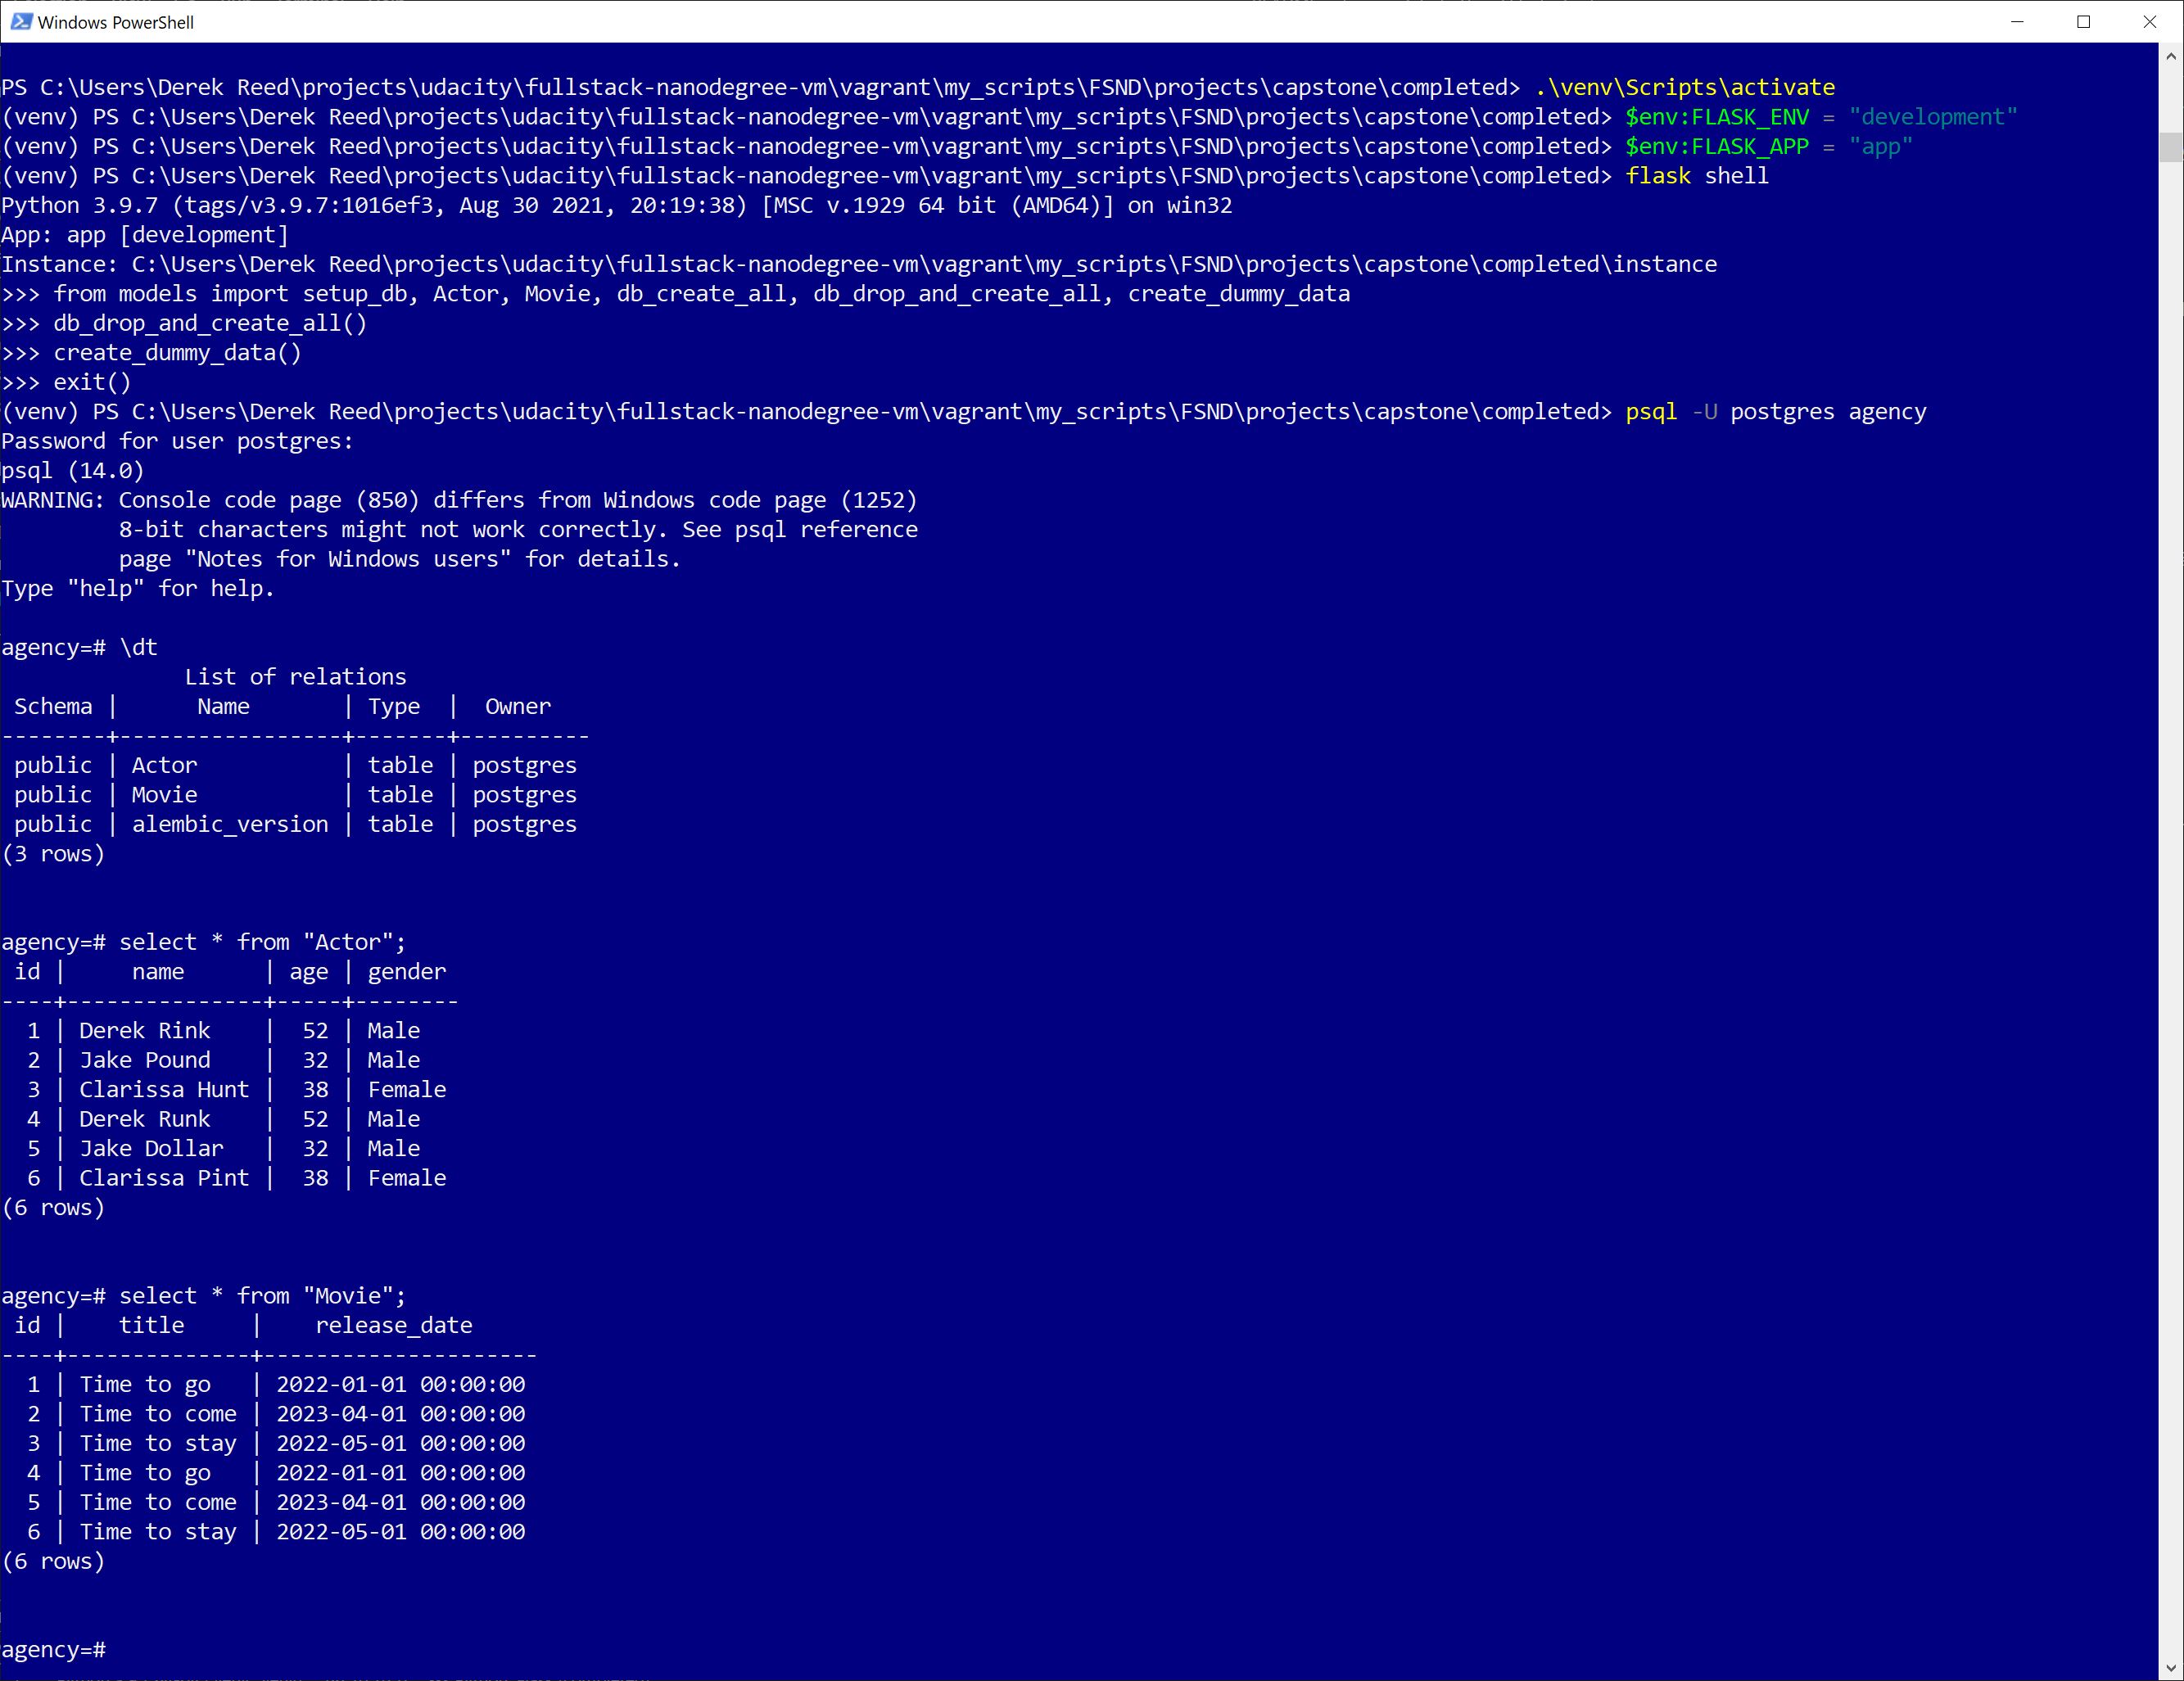 Windows PowerShell
PS C:\Users\Derek Reed\projects\udacity\fullstack-nanodegree-vm\vagrant\my_scripts\FSND\projects\capstone\completed> .\venv\Scripts\activate
(venv) PS C:\Users\Derek Reed\projects\udacity\fullstack-nanodegree-vm\vagrant\my_scripts\FSND\projects\capstone\completed> $env:FLASK_ENV = "development"
(venv) PS C:\Users\Derek Reed\projects\udacity\fullstack-nanodegree-vm\vagrant\my_scripts\FSND\projects\capstone\completed> $env:FLASK_APP = "app"
(venv) PS C:\Users\Derek Reed\projects\udacity\fullstack-nanodegree-vm\vagrant\my_scripts\FSND\projects\capstone\completed> flask shell
Python 3.9.7 (tags/v3.9.7:1016ef3, Aug 30 2021, 20:19:38) [MSC v.1929 64 bit (AMD64)] on win32
App: app [development]
Instance: C:\Users\Derek Reed\projects\udacity\fullstack-nanodegree-vm\vagrant\my_scripts\FSND\projects\capstone\completed\instance
>>> from models import setup_db, Actor, Movie, db_create_all, db_drop_and_create_all, create_dummy_data
>>> db_drop_and_create_all()
>>> create_dummy_data()
>>> exit()
(venv) PS C:\Users\Derek Reed\projects\udacity\fullstack-nanodegree-vm\vagrant\my_scripts\FSND\projects\capstone\completed> psql -U postgres agency
Password for user postgres:
psql (14.0)
WARNING: Console code page (850) differs from Windows code page (1252)
         8-bit characters might not work correctly. See psql reference
         page "Notes for Windows users" for details.
Type "help" for help.
agency=# \dt
              List of relations
 Schema |      Name       | Type  |  Owner
--------+-----------------+-------+----------
 public | Actor           | table | postgres
 public | Movie           | table | postgres
 public | alembic_version | table | postgres
(3 rows)
agency=# select * from "Actor";
 id |     name      | age | gender
----+---------------+-----+--------
  1 | Derek Rink    |  52 | Male
  2 | Jake Pound    |  32 | Male
  3 | Clarissa Hunt |  38 | Female
  4 | Derek Runk    |  52 | Male
  5 | Jake Dollar   |  32 | Male
  6 | Clarissa Pint |  38 | Female
(6 rows)
agency=# select * from "Movie";
 id |    title     |    release_date
----+--------------+---------------------
  1 | Time to go   | 2022-01-01 00:00:00
  2 | Time to come | 2023-04-01 00:00:00
  3 | Time to stay | 2022-05-01 00:00:00
  4 | Time to go   | 2022-01-01 00:00:00
  5 | Time to come | 2023-04-01 00:00:00
  6 | Time to stay | 2022-05-01 00:00:00
(6 rows)
agency=#